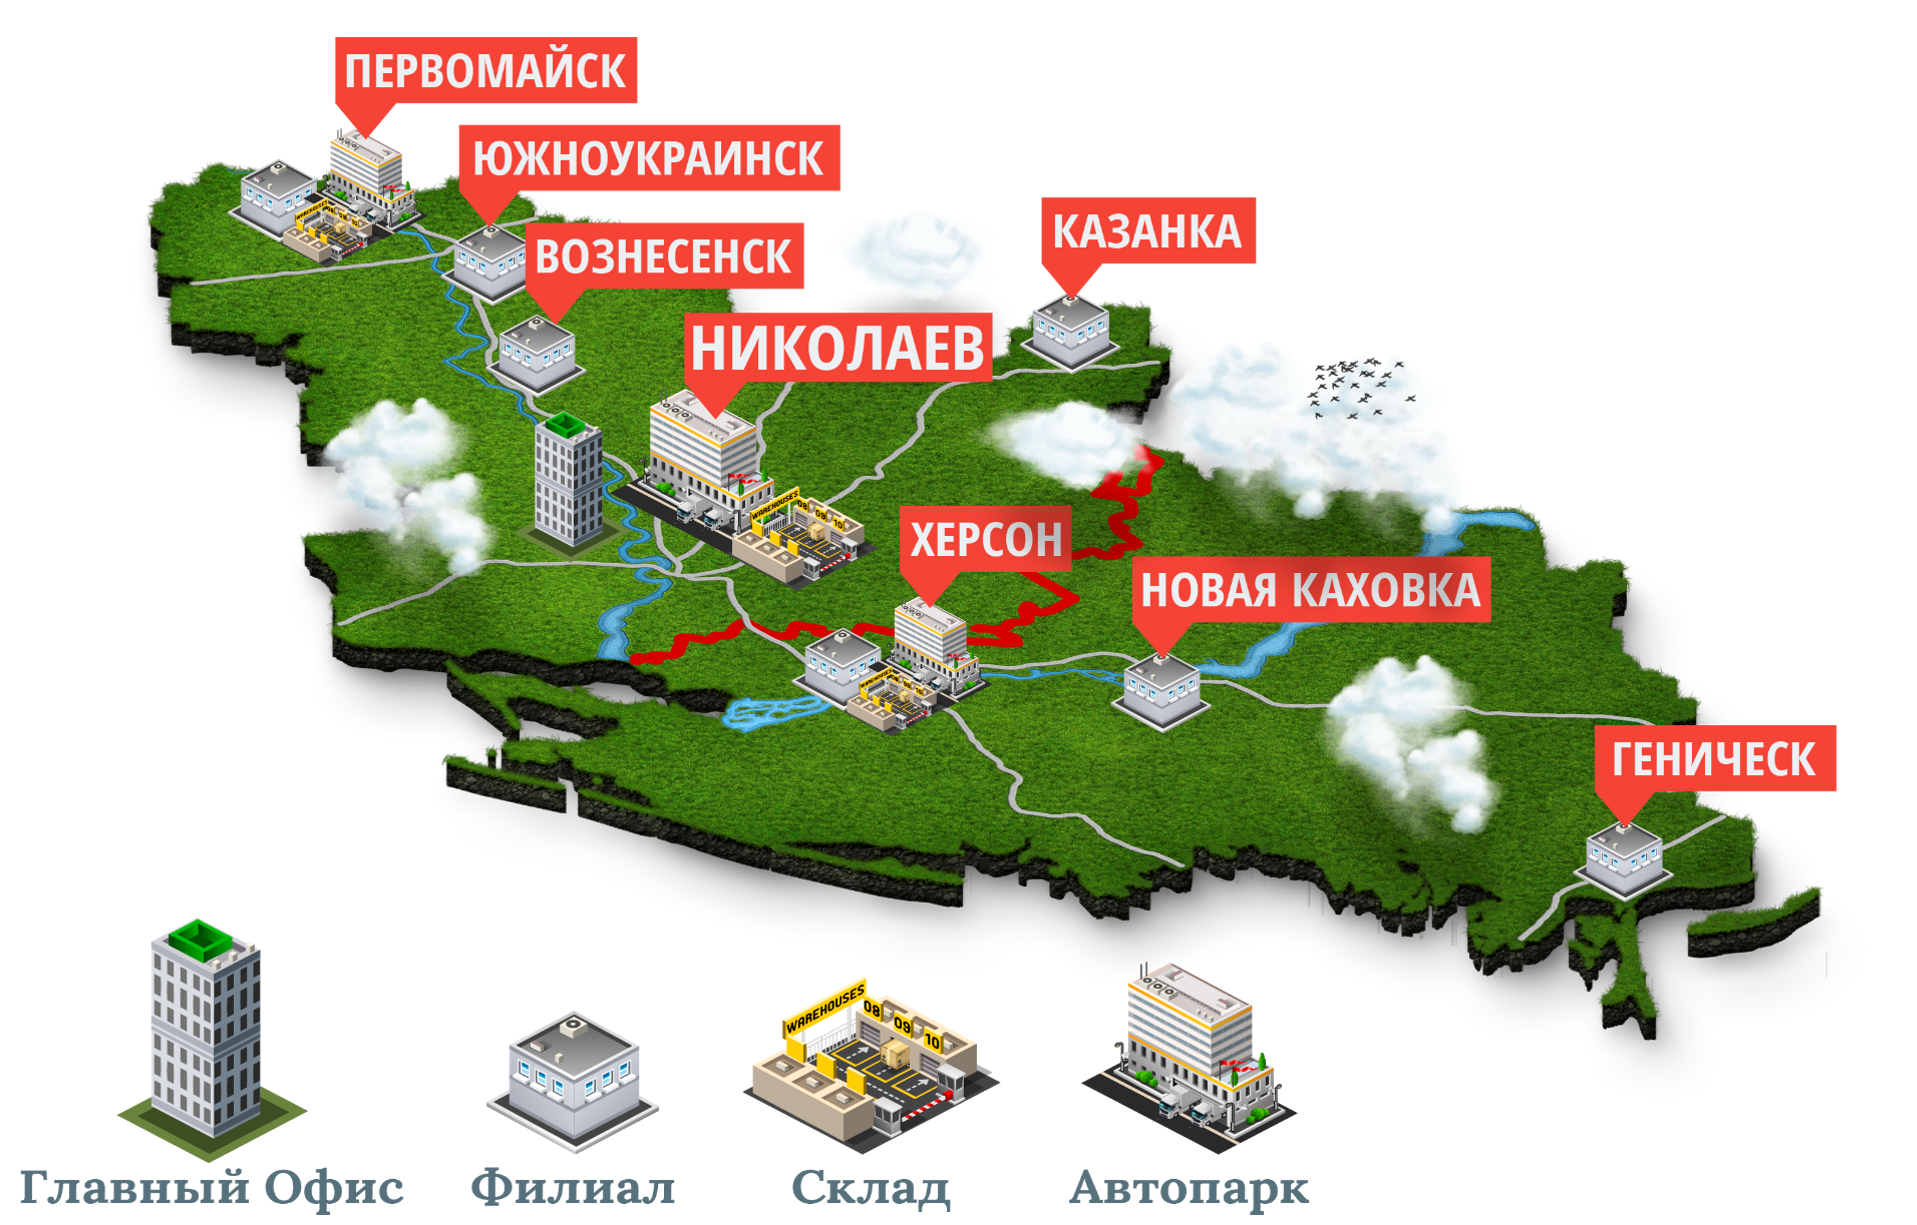 ПЕРВОМАЙСК
ЮЖНОУКРАИНСК
ВОЗНЕСЕНСК
КАЗАНКА
НИКОЛАЕВ
WAREHOUSES
08 09 10
ХЕРСОН
НОВАЯ КАХОВКА
ГЕНИЧЕСК
WAREHOUSES
08 09 10
Главный Офис
Филиал
Склад
Автопарк